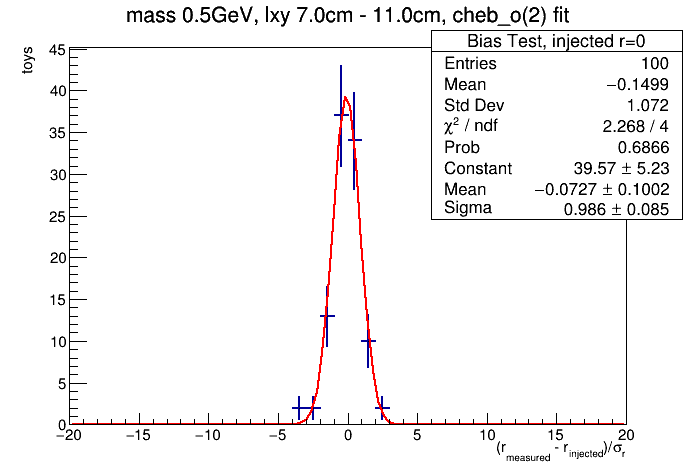 mass 0.5GeV, lxy 7.0cm - 11.0cm, cheb_o(2) fit
Bias Test, injected r=0
Entries 100
Mean −0.1499
Std Dev 1.072
χ² / ndf 2.268 / 4
Prob 0.6866
Constant 39.57 ± 5.23
Mean −0.0727 ± 0.1002
Sigma 0.986 ± 0.085
toys
45
40
35
30
25
20
15
10
5
0
−20 −15 −10 −5 0 5 10 15 20
(r_measured - r_injected)/σ_r